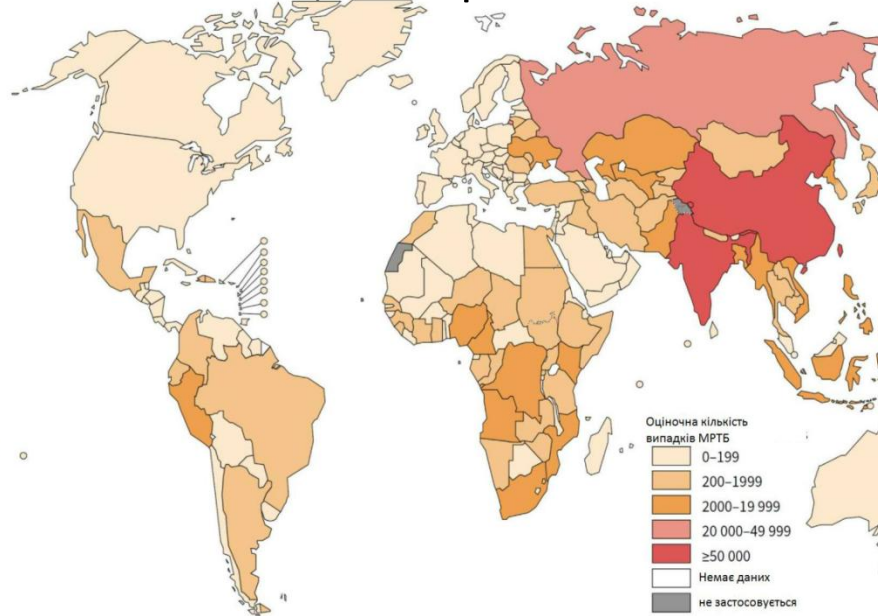 Оціночна кількість
випадків МРТБ
0–199
200–1999
2000–19 999
20 000–49 999
≥50 000
Немає даних
не застосовується